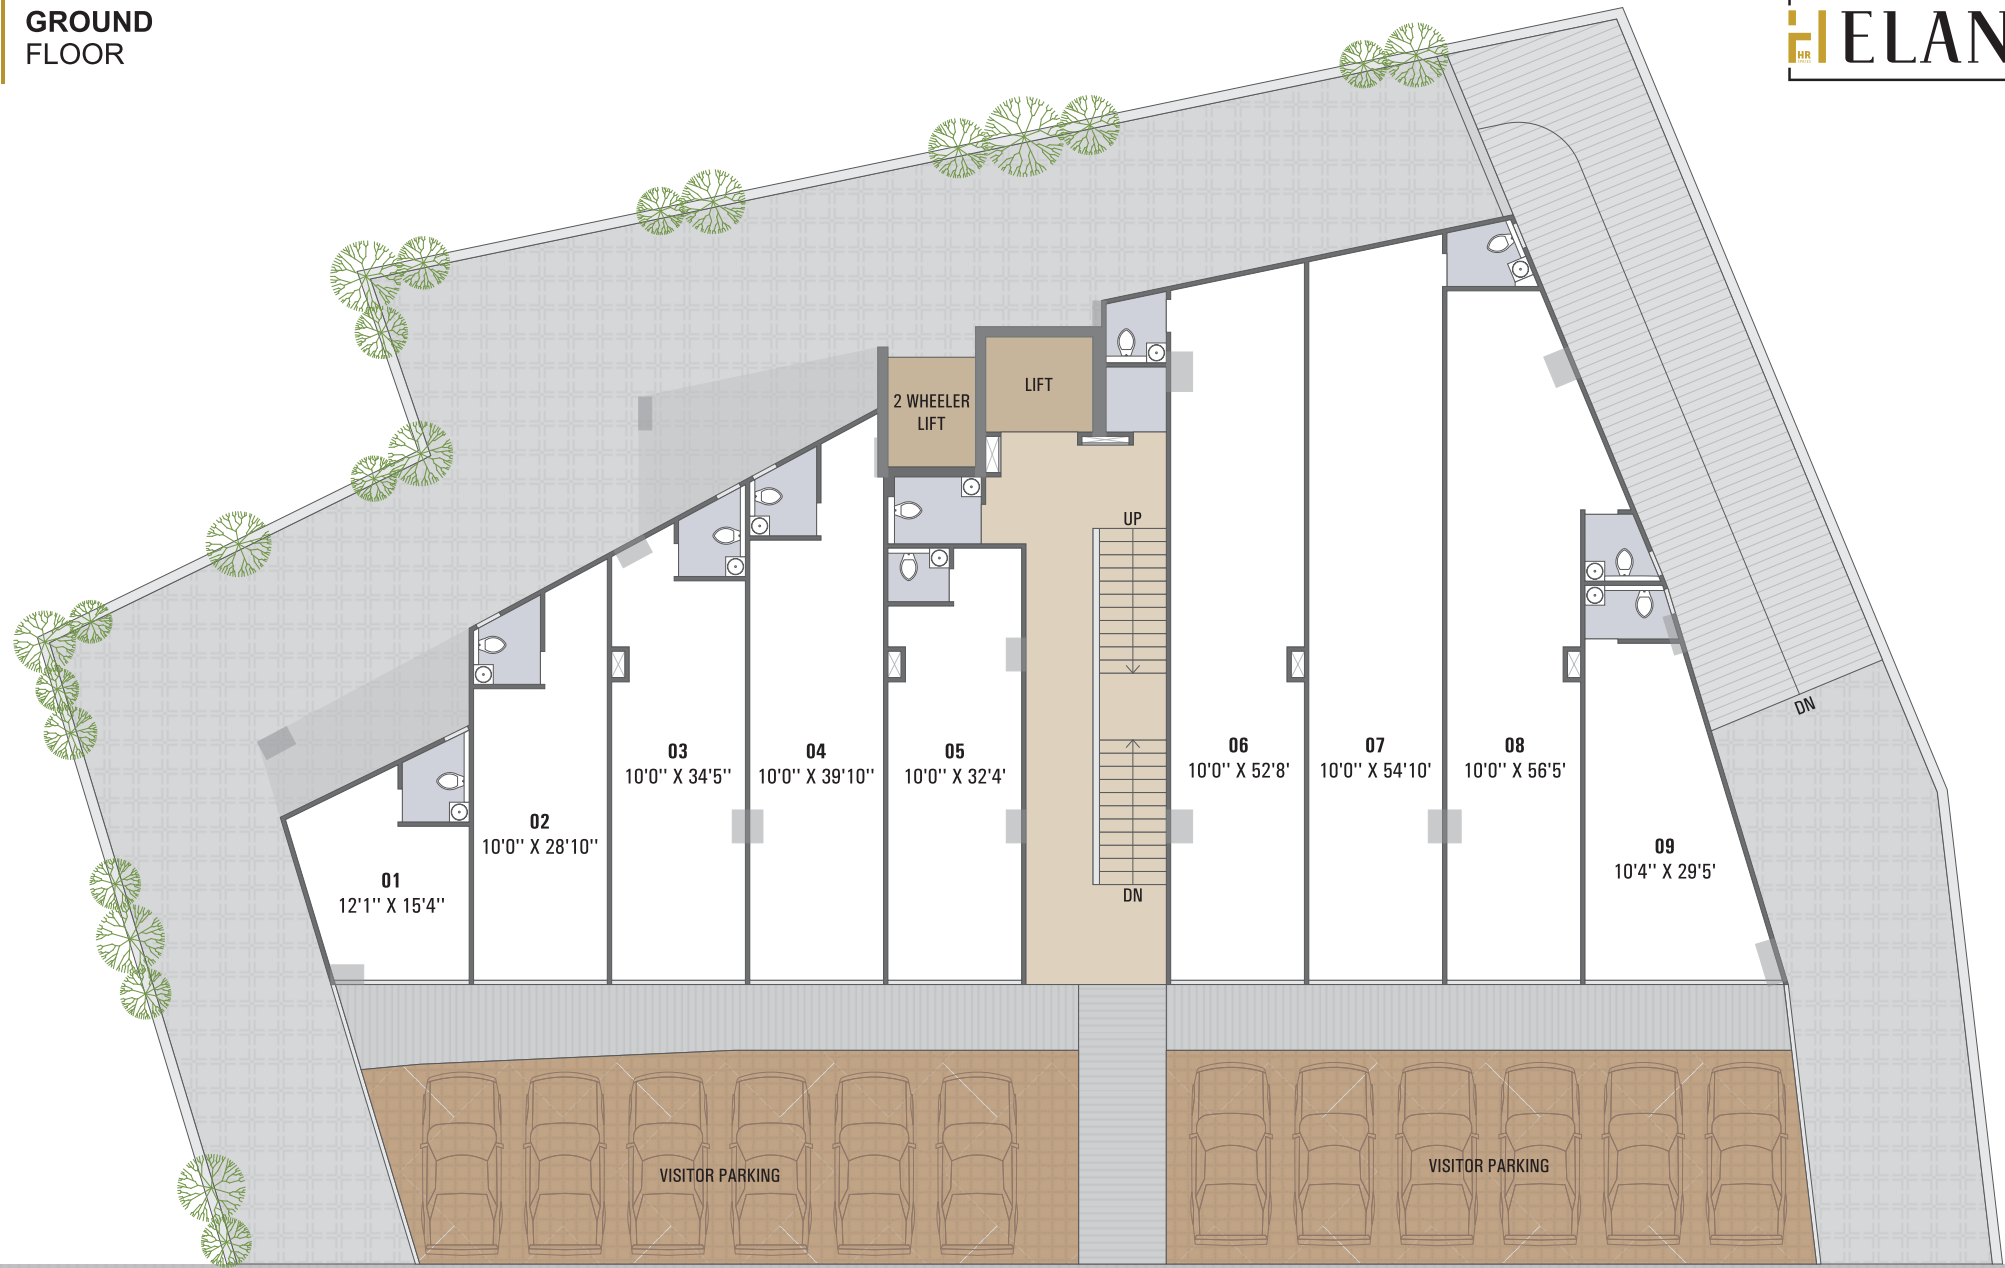 GROUND
FLOOR
HR
ELAN
2 WHEELER
LIFT
LIFT
UP
DN
DN
01
12'1'' X 15'4''
02
10'0'' X 28'10''
03
10'0'' X 34'5''
04
10'0'' X 39'10''
05
10'0'' X 32'4'
06
10'0'' X 52'8'
07
10'0'' X 54'10'
08
10'0'' X 56'5'
09
10'4'' X 29'5'
VISITOR PARKING
VISITOR PARKING